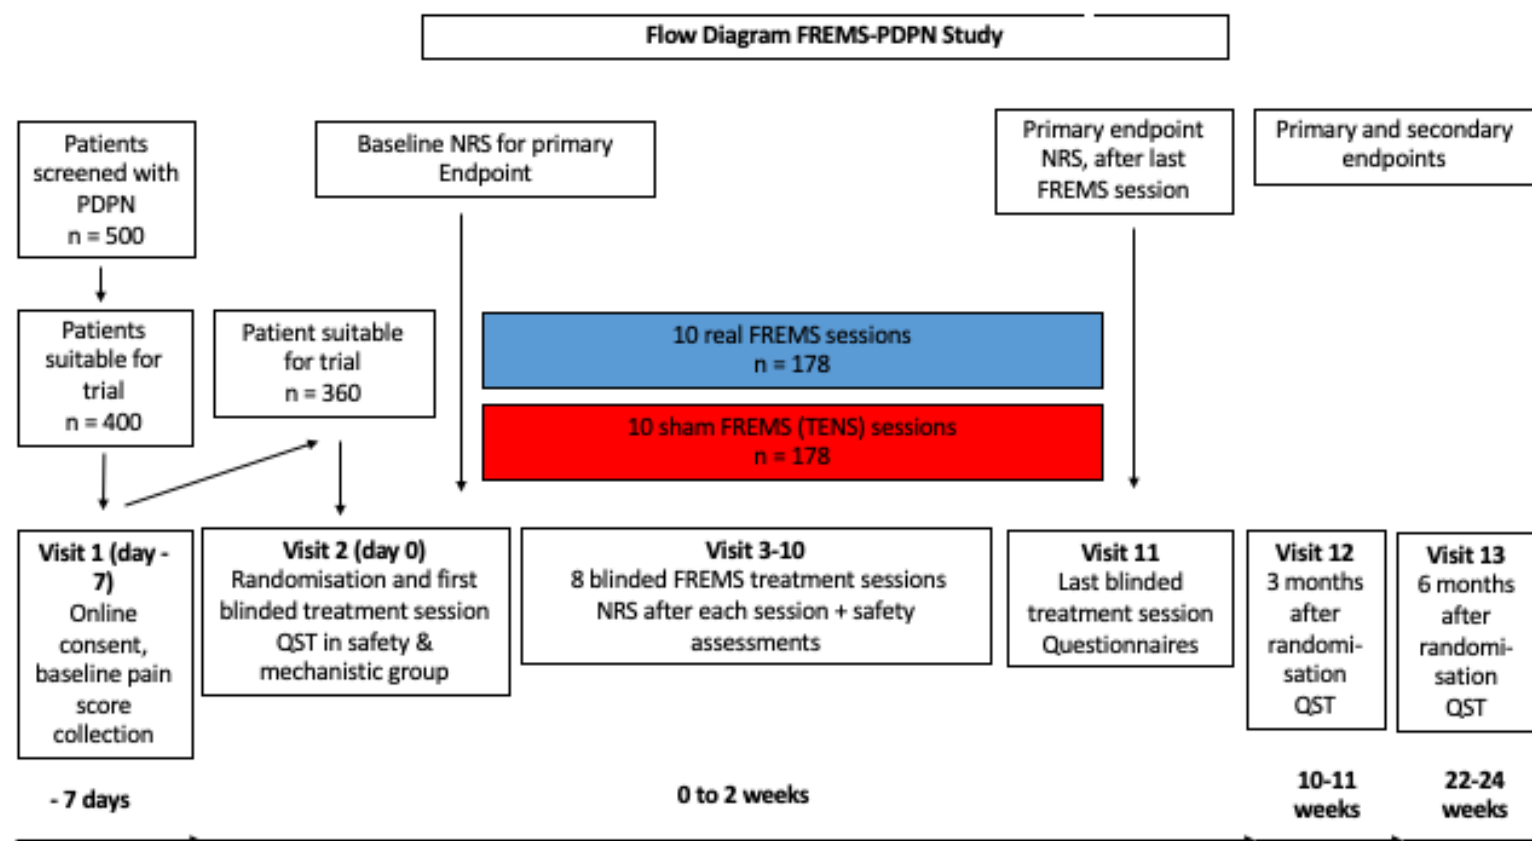 Flow Diagram FREMS-PDPN Study
Patients
screened with
PDPN
n = 500
Baseline NRS for primary
Endpoint
Primary endpoint
NRS, after last
FREMS session
Primary and secondary
endpoints
Patients
suitable for
trial
n = 400
Patient suitable
for trial
n = 360
10 real FREMS sessions
n = 178
10 sham FREMS (TENS) sessions
n = 178
Visit 1 (day -
7)
Online
consent,
baseline pain
score
collection
Visit 2 (day 0)
Randomisation and first
blinded treatment session
QST in safety &
mechanistic group
Visit 3-10
8 blinded FREMS treatment sessions
NRS after each session + safety
assessments
Visit 11
Last blinded
treatment session
Questionnaires
Visit 12
3 months
after
randomi-
sation
QST
Visit 13
6 months
after
randomi-
sation
QST
- 7 days
0 to 2 weeks
10-11
weeks
22-24
weeks